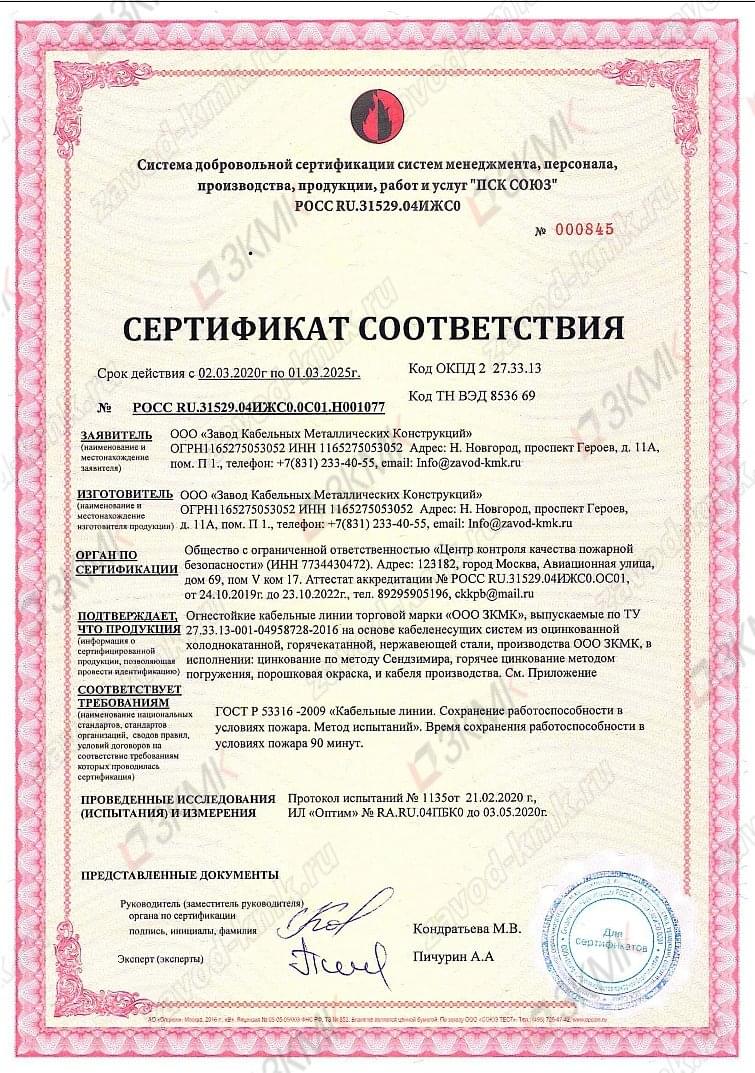 Система добровольной сертификации систем менеджмента, персонала,
производства, продукции, работ и услуг "ПСК СОЮЗ"
РОСС RU.31529.04ИЖС0
№ 000845
СЕРТИФИКАТ СООТВЕТСТВИЯ
Срок действия с 02.03.2020г по 01.03.2025г.
Код ОКПД 2 27.33.13
Код ТН ВЭД 8536 69
№ РОСС RU.31529.04ИЖС0.0С01.Н001077
ЗАЯВИТЕЛЬ
(наименование и
местонахождение
заявителя)
ООО «Завод Кабельных Металлических Конструкций»
ОГРН1165275053052 ИНН 1165275053052 Адрес: Н. Новгород, проспект Героев, д. 11А,
пом. П 1., телефон: +7(831) 233-40-55, email: Info@zavod-kmk.ru
ИЗГОТОВИТЕЛЬ
(наименование и
местонахождение
изготовителя продукции)
ООО «Завод Кабельных Металлических Конструкций»
ОГРН1165275053052 ИНН 1165275053052 Адрес: Н. Новгород, проспект Героев,
д. 11А, пом. П 1., телефон: +7(831) 233-40-55, email: Info@zavod-kmk.ru
ОРГАН ПО
СЕРТИФИКАЦИИ
Общество с ограниченной ответственностью «Центр контроля качества пожарной
безопасности» (ИНН 7734430472). Адрес: 123182, город Москва, Авиационная улица,
дом 69, пом V ком 17. Аттестат аккредитации № РОСС RU.31529.04ИЖС0.ОС01,
от 24.10.2019г. до 23.10.2022г., тел. 89295905196, ckkpb@mail.ru
ПОДТВЕРЖДАЕТ,
ЧТО ПРОДУКЦИЯ
(информация о
сертифицированной
продукции, позволяющая
провести идентификацию)
Огнестойкие кабельные линии торговой марки «ООО ЗКМК», выпускаемые по ТУ
27.33.13-001-04958728-2016 на основе кабеленесущих систем из оцинкованной
холоднокатанной, горячекатанной, нержавеющей стали, производства ООО ЗКМК, в
исполнении: цинкование по методу Сендзимира, горячее цинкование методом
погружения, порошковая окраска, и кабеля производства. См. Приложение
СООТВЕТСТВУЕТ
ТРЕБОВАНИЯМ
(наименование национальных
стандартов, стандартов
организаций, сводов правил,
условий договоров на
соответствие требованиям
которых проводилась
сертификация)
ГОСТ Р 53316 -2009 «Кабельные линии. Сохранение работоспособности в
условиях пожара. Метод испытаний». Время сохранения работоспособности в
условиях пожара 90 минут.
ПРОВЕДЕННЫЕ ИССЛЕДОВАНИЯ
(ИСПЫТАНИЯ) И ИЗМЕРЕНИЯ
Протокол испытаний № 1135от 21.02.2020 г.,
ИЛ «Оптим» № RA.RU.04ПБК0 до 03.05.2020г.
ПРЕДСТАВЛЕННЫЕ ДОКУМЕНТЫ
Руководитель (заместитель руководителя)
органа по сертификации
подпись, инициалы, фамилия
Кондратьева М.В.
Эксперт (эксперты)
Пичурин А.А
Для
сертификатов
ЗКМК
zavod-kmk.ru